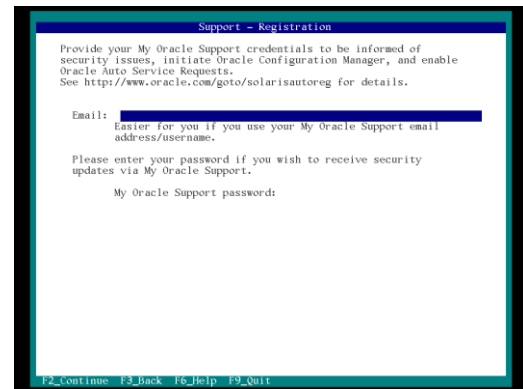 Support - Registration
Provide your My Oracle Support credentials to be informed of
security issues, initiate Oracle Configuration Manager, and enable
Oracle Auto Service Requests.
See http://www.oracle.com/goto/solarisautoreg for details.
Email:
Easier for you if you use your My Oracle Support email
address/username.
Please enter your password if you wish to receive security
updates via My Oracle Support.
My Oracle Support password:
F2_Continue F3_Back F6_Help F9_Quit